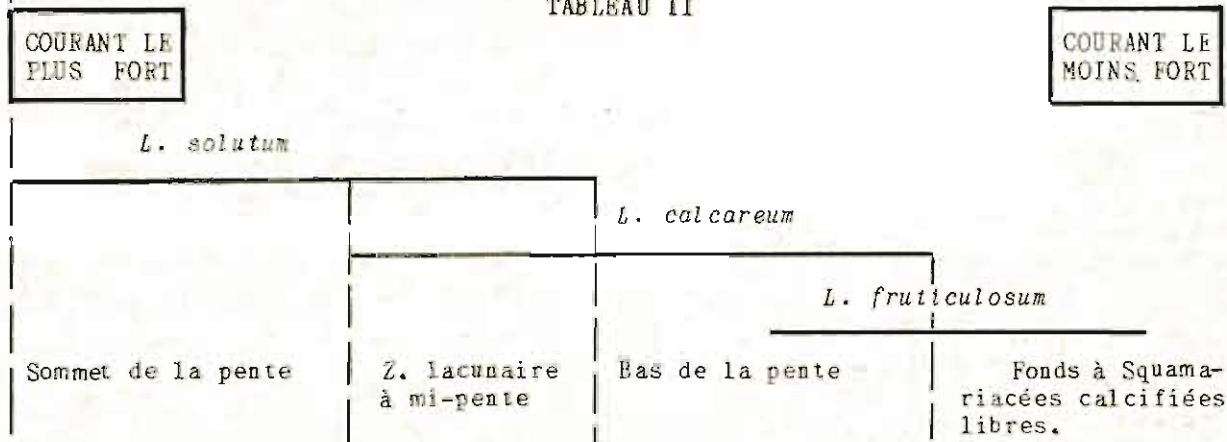 TABLEAU II
COURANT LE
PLUS FORT
COURANT LE
MOINS FORT
L. solutum
L. calcareum
L. fruticulosum
Sommet de la pente
Z. lacunaire
à mi-pente
Bas de la pente
Fonds à Squama-
riacées calcifiées
libres.